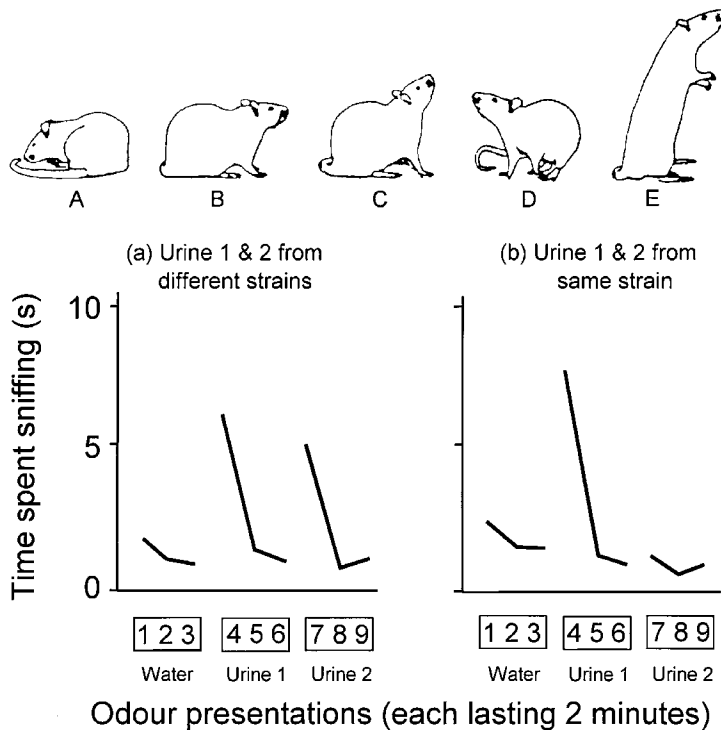 A B C D E
(a) Urine 1 & 2 from
different strains
(b) Urine 1 & 2 from
same strain
Time spent sniffing (s)
10
5
0
1 2 3 4 5 6 7 8 9
1 2 3 4 5 6 7 8 9
Water Urine 1 Urine 2
Water Urine 1 Urine 2
Odour presentations (each lasting 2 minutes)